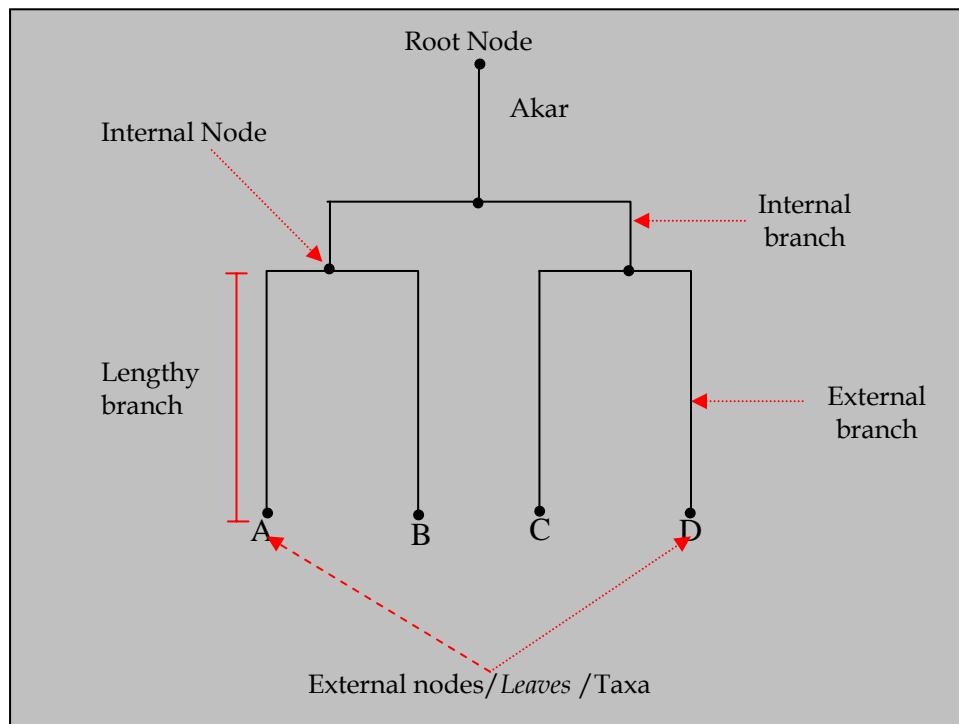 Root Node
Akar
Internal Node
Internal
branch
Lengthy
branch
External
branch
A
B
C
D
External nodes/Leaves /Taxa